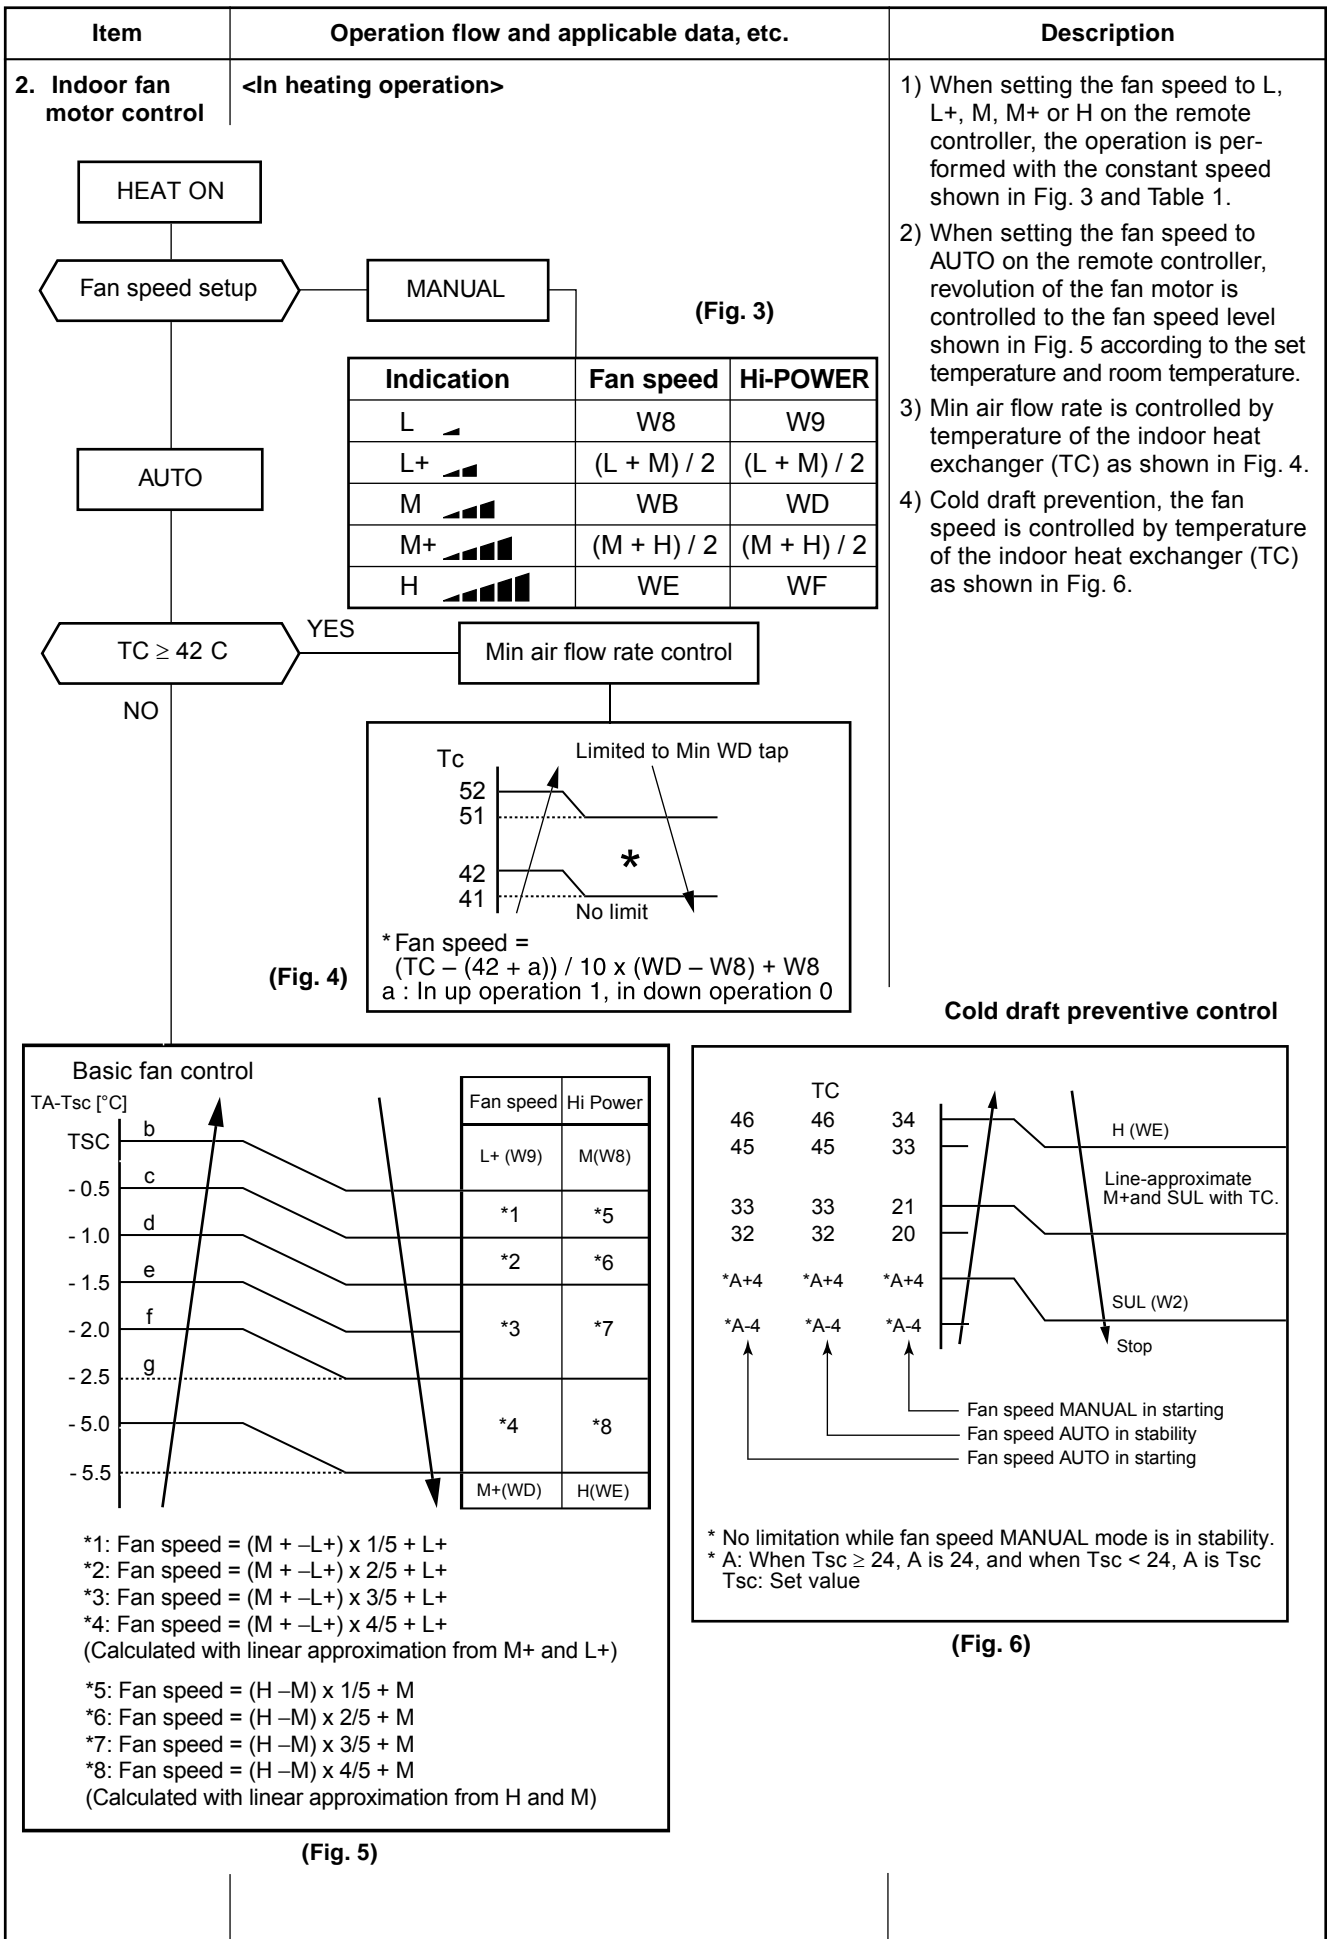 Item
Operation flow and applicable data, etc.
Description
2. Indoor fan
motor control
<In heating operation>
HEAT ON
Fan speed setup
MANUAL
(Fig. 3)
Indication Fan speed Hi-POWER
L W8 W9
L+ (L + M) / 2 (L + M) / 2
M WB WD
M+ (M + H) / 2 (M + H) / 2
H WE WF
AUTO
TC ≥ 42 C
YES
Min air flow rate control
NO
Tc
Limited to Min WD tap
52
51
42
41
*
No limit
* Fan speed =
(TC – (42 + a)) / 10 x (WD – W8) + W8
a : In up operation 1, in down operation 0
(Fig. 4)
1) When setting the fan speed to L,
L+, M, M+ or H on the remote
controller, the operation is per-
formed with the constant speed
shown in Fig. 3 and Table 1.
2) When setting the fan speed to
AUTO on the remote controller,
revolution of the fan motor is
controlled to the fan speed level
shown in Fig. 5 according to the set
temperature and room temperature.
3) Min air flow rate is controlled by
temperature of the indoor heat
exchanger (TC) as shown in Fig. 4.
4) Cold draft prevention, the fan
speed is controlled by temperature
of the indoor heat exchanger (TC)
as shown in Fig. 6.
Basic fan control
TA-Tsc [°C]
Fan speed Hi Power
TSC b
L+ (W9) M(W8)
- 0.5 c
*1 *5
- 1.0 d
*2 *6
- 1.5 e
- 2.0 f
*3 *7
- 2.5 g
- 5.0
*4 *8
- 5.5
M+(WD) H(WE)
*1: Fan speed = (M + –L+) x 1/5 + L+
*2: Fan speed = (M + –L+) x 2/5 + L+
*3: Fan speed = (M + –L+) x 3/5 + L+
*4: Fan speed = (M + –L+) x 4/5 + L+
(Calculated with linear approximation from M+ and L+)
*5: Fan speed = (H –M) x 1/5 + M
*6: Fan speed = (H –M) x 2/5 + M
*7: Fan speed = (H –M) x 3/5 + M
*8: Fan speed = (H –M) x 4/5 + M
(Calculated with linear approximation from H and M)
(Fig. 5)
Cold draft preventive control
TC
46 46 34
45 45 33
33 33 21
32 32 20
*A+4 *A+4 *A+4
*A-4 *A-4 *A-4
H (WE)
Line-approximate
M+and SUL with TC.
SUL (W2)
Stop
Fan speed MANUAL in starting
Fan speed AUTO in stability
Fan speed AUTO in starting
* No limitation while fan speed MANUAL mode is in stability.
* A: When Tsc ≥ 24, A is 24, and when Tsc < 24, A is Tsc
Tsc: Set value
(Fig. 6)